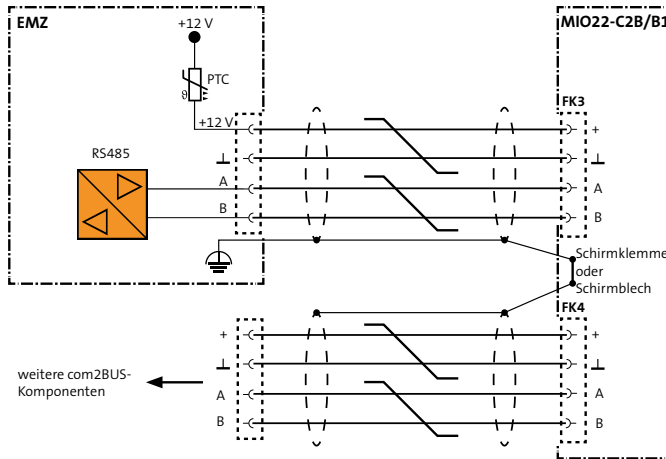 EMZ
+12 V
MIO22-C2B/B1
PTC
ϑ
FK3
+12 V
+
RS485
⊥
⊥
A
A
B
B
Schirmklemme
oder
Schirmblech
FK4
+
+
⊥
⊥
weitere com2BUS-
Komponenten
A
A
B
B